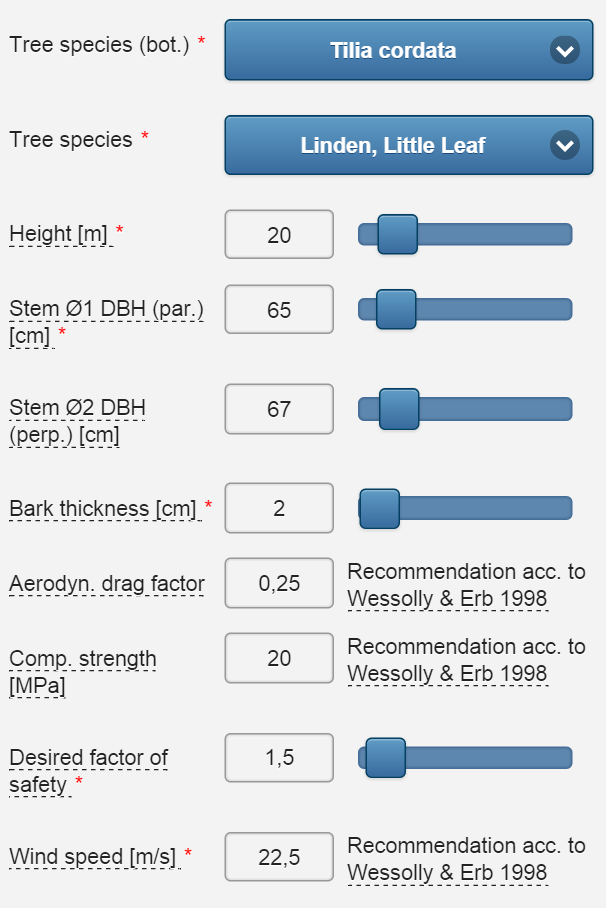 Tree species (bot.) *
Tilia cordata
Tree species *
Linden, Little Leaf
Height [m] *
20
Stem Ø1 DBH (par.)
[cm] *
65
Stem Ø2 DBH
(perp.) [cm]
67
Bark thickness [cm] *
2
Aerodyn. drag factor
0,25
Recommendation acc. to
Wessolly & Erb 1998
Comp. strength
[MPa]
20
Recommendation acc. to
Wessolly & Erb 1998
Desired factor of
safety *
1,5
Wind speed [m/s] *
22,5
Recommendation acc. to
Wessolly & Erb 1998